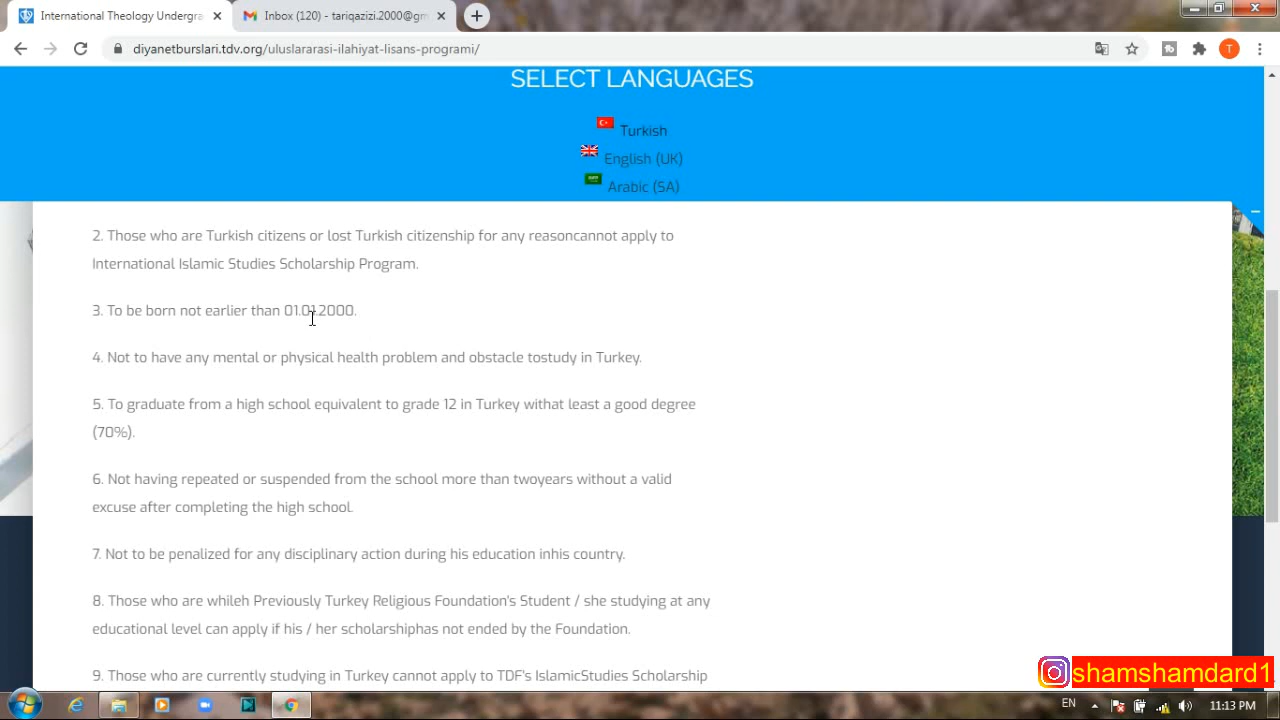 International Theology Undergra
Inbox (120) - tariqazizi.2000@gm
diyanetburslari.tdv.org/uluslararasi-ilahiyat-lisans-programi/
T
SELECT LANGUAGES
Turkish
English (UK)
Arabic (SA)
2. Those who are Turkish citizens or lost Turkish citizenship for any reasoncannot apply to
International Islamic Studies Scholarship Program.
3. To be born not earlier than 01.01.2000.
4. Not to have any mental or physical health problem and obstacle tostudy in Turkey.
5. To graduate from a high school equivalent to grade 12 in Turkey withat least a good degree
(70%).
6. Not having repeated or suspended from the school more than twoyears without a valid
excuse after completing the high school.
7. Not to be penalized for any disciplinary action during his education inhis country.
8. Those who are whileh Previously Turkey Religious Foundation's Student / she studying at any
educational level can apply if his / her scholarshiphas not ended by the Foundation.
9. Those who are currently studying in Turkey cannot apply to TDF's IslamicStudies Scholarship
shamshamdard1
EN
11:13 PM